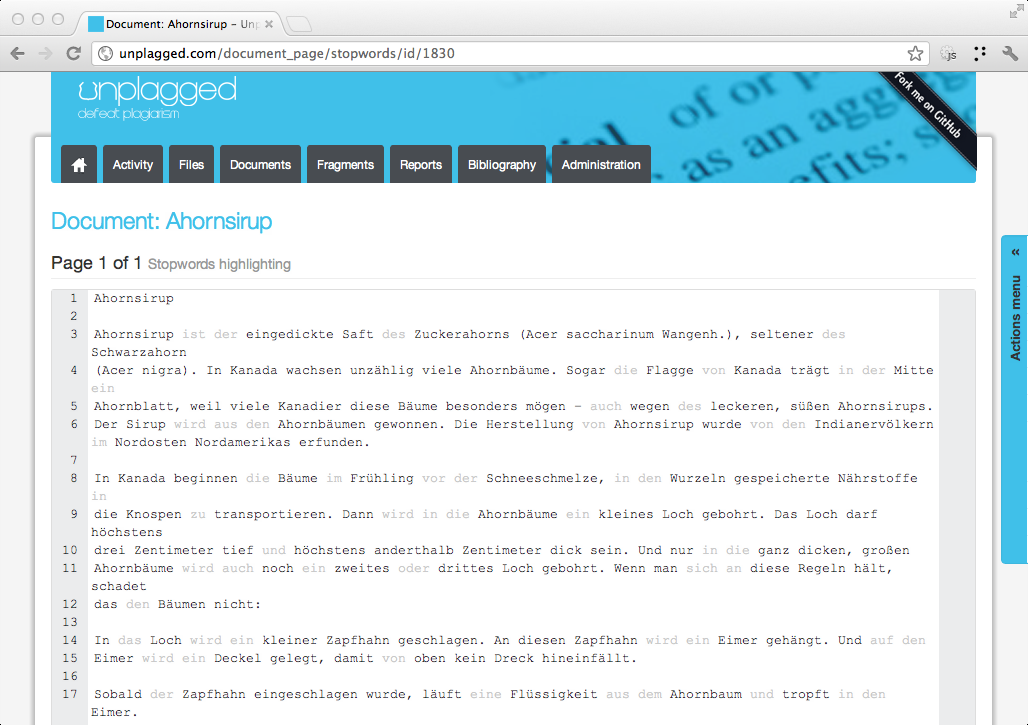 Document: Ahornsirup – Unp
unplagged.com/document_page/stopwords/id/1830
JS
unplagged
defeat plagiarism
of or p
as an aggreg
efits; s
Fork me on GitHub
Activity Files Documents Fragments Reports Bibliography Administration
Document: Ahornsirup
Page 1 of 1 Stopwords highlighting
« Actions menu
1 Ahornsirup
2
3 Ahornsirup ist der eingedickte Saft des Zuckerahorns (Acer saccharinum Wangenh.), seltener des
Schwarzahorn
4 (Acer nigra). In Kanada wachsen unzählig viele Ahornbäume. Sogar die Flagge von Kanada trägt in der Mitte
ein
5 Ahornblatt, weil viele Kanadier diese Bäume besonders mögen – auch wegen des leckeren, süßen Ahornsirups.
6 Der Sirup wird aus den Ahornbäumen gewonnen. Die Herstellung von Ahornsirup wurde von den Indianervölkern
im Nordosten Nordamerikas erfunden.
7
8 In Kanada beginnen die Bäume im Frühling vor der Schneeschmelze, in den Wurzeln gespeicherte Nährstoffe
in
9 die Knospen zu transportieren. Dann wird in die Ahornbäume ein kleines Loch gebohrt. Das Loch darf
höchstens
10 drei Zentimeter tief und höchstens anderthalb Zentimeter dick sein. Und nur in die ganz dicken, großen
11 Ahornbäume wird auch noch ein zweites oder drittes Loch gebohrt. Wenn man sich an diese Regeln hält,
schadet
12 das den Bäumen nicht:
13
14 In das Loch wird ein kleiner Zapfhahn geschlagen. An diesen Zapfhahn wird ein Eimer gehängt. Und auf den
15 Eimer wird ein Deckel gelegt, damit von oben kein Dreck hineinfällt.
16
17 Sobald der Zapfhahn eingeschlagen wurde, läuft eine Flüssigkeit aus dem Ahornbaum und tropft in den
Eimer.